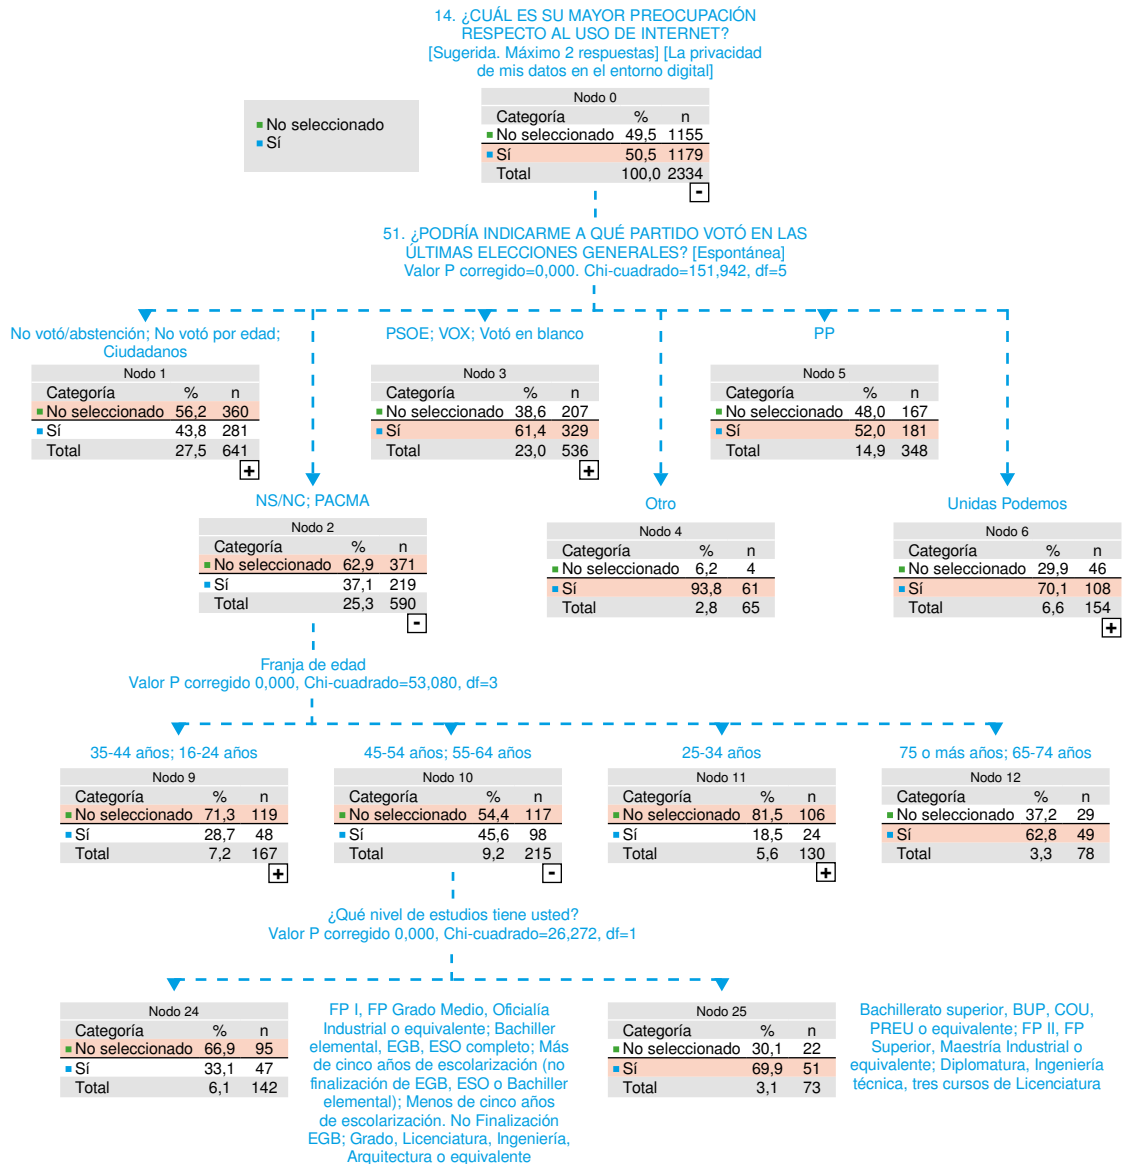 14. ¿CUÁL ES SU MAYOR PREOCUPACIÓN
RESPECTO AL USO DE INTERNET?
[Sugerida. Máximo 2 respuestas] [La privacidad
de mis datos en el entorno digital]
No seleccionado
Sí
Nodo 0
Categoría % n
No seleccionado 49,5 1155
Sí 50,5 1179
Total 100,0 2334
-
51. ¿PODRÍA INDICARME A QUÉ PARTIDO VOTÓ EN LAS
ÚLTIMAS ELECCIONES GENERALES? [Espontánea]
Valor P corregido=0,000. Chi-cuadrado=151,942, df=5
No votó/abstención; No votó por edad;
Ciudadanos
Nodo 1
Categoría % n
No seleccionado 56,2 360
Sí 43,8 281
Total 27,5 641
+
PSOE; VOX; Votó en blanco
Nodo 3
Categoría % n
No seleccionado 38,6 207
Sí 61,4 329
Total 23,0 536
+
PP
Nodo 5
Categoría % n
No seleccionado 48,0 167
Sí 52,0 181
Total 14,9 348
NS/NC; PACMA
Nodo 2
Categoría % n
No seleccionado 62,9 371
Sí 37,1 219
Total 25,3 590
-
Otro
Nodo 4
Categoría % n
No seleccionado 6,2 4
Sí 93,8 61
Total 2,8 65
Unidas Podemos
Nodo 6
Categoría % n
No seleccionado 29,9 46
Sí 70,1 108
Total 6,6 154
+
Franja de edad
Valor P corregido 0,000, Chi-cuadrado=53,080, df=3
35-44 años; 16-24 años
Nodo 9
Categoría % n
No seleccionado 71,3 119
Sí 28,7 48
Total 7,2 167
+
45-54 años; 55-64 años
Nodo 10
Categoría % n
No seleccionado 54,4 117
Sí 45,6 98
Total 9,2 215
-
25-34 años
Nodo 11
Categoría % n
No seleccionado 81,5 106
Sí 18,5 24
Total 5,6 130
+
75 o más años; 65-74 años
Nodo 12
Categoría % n
No seleccionado 37,2 29
Sí 62,8 49
Total 3,3 78
¿Qué nivel de estudios tiene usted?
Valor P corregido 0,000, Chi-cuadrado=26,272, df=1
Nodo 24
Categoría % n
No seleccionado 66,9 95
Sí 33,1 47
Total 6,1 142
FP I, FP Grado Medio, Oficialía
Industrial o equivalente; Bachiller
elemental, EGB, ESO completo; Más
de cinco años de escolarización (no
finalización de EGB, ESO o Bachiller
elemental); Menos de cinco años
de escolarización. No Finalización
EGB; Grado, Licenciatura, Ingeniería,
Arquitectura o equivalente
Nodo 25
Categoría % n
No seleccionado 30,1 22
Sí 69,9 51
Total 3,1 73
Bachillerato superior, BUP, COU,
PREU o equivalente; FP II, FP
Superior, Maestría Industrial o
equivalente; Diplomatura, Ingeniería
técnica, tres cursos de Licenciatura